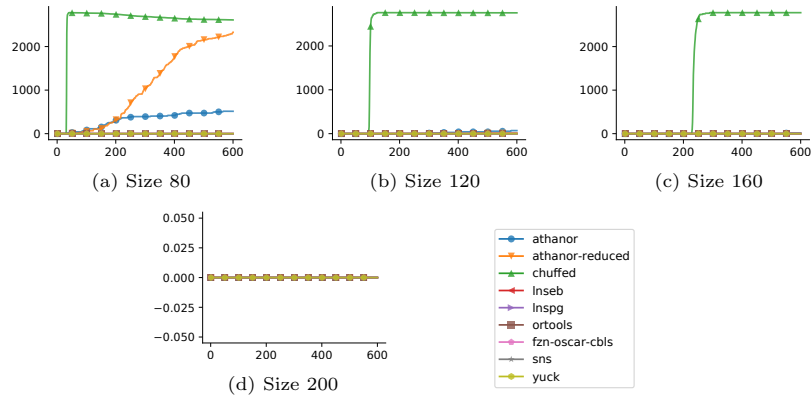 2000
1000
0
0 200 400 600
(a) Size 80
2000
1000
0
0 200 400 600
(b) Size 120
2000
1000
0
0 200 400 600
(c) Size 160
0.050
0.025
0.000
−0.025
−0.050
0 200 400 600
(d) Size 200
athanor
athanor-reduced
chuffed
lnseb
lnspg
ortools
fzn-oscar-cbls
sns
yuck